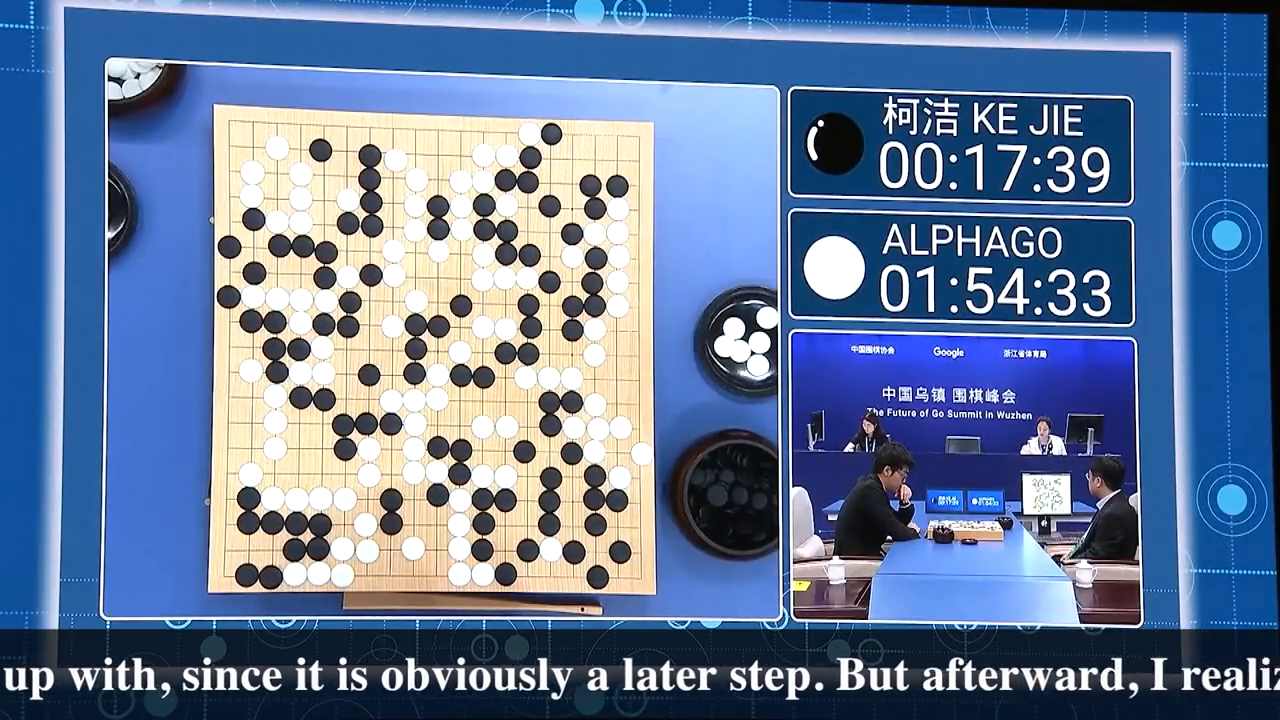 柯洁 KE JIE
00:17:39
ALPHAGO
01:54:33
中国围棋协会
Google
浙江省体育局
中国乌镇 围棋峰会
The Future of Go Summit in Wuzhen
up with, since it is obviously a later step. But afterward, I realiz